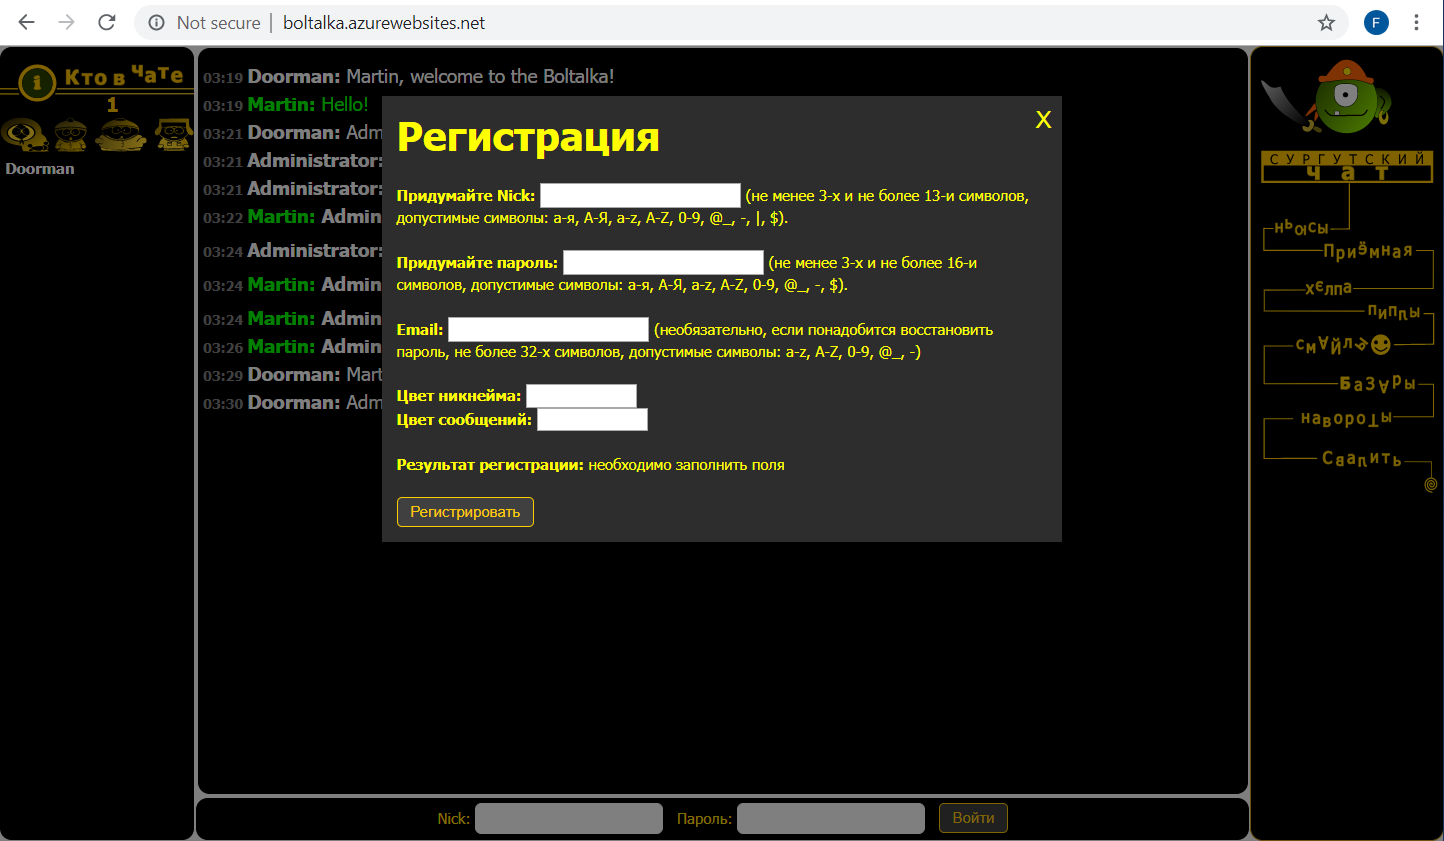 Not secure | boltalka.azurewebsites.net
F
i Кто в чате
1
Doorman
03:19 Doorman: Martin, welcome to the Boltalka!
03:19 Martin: Hello!
03:21 Doorman: Adm
03:21 Administrator:
03:21 Administrator:
03:22 Martin: Admin
03:24 Administrator:
03:24 Martin: Admin
03:24 Martin: Admin
03:26 Martin: Admin
03:29 Doorman: Mart
03:30 Doorman: Adm
X
Регистрация
Придумайте Nick: (не менее 3-х и не более 13-и символов,
допустимые символы: а-я, А-Я, a-z, A-Z, 0-9, @_, -, |, $).
Придумайте пароль: (не менее 3-х и не более 16-и
символов, допустимые символы: а-я, А-Я, a-z, A-Z, 0-9, @_, -, $).
Email: (необязательно, если понадобится восстановить
пароль, не более 32-х символов, допустимые символы: a-z, A-Z, 0-9, @_, -)
Цвет никнейма:
Цвет сообщений:
Результат регистрации: необходимо заполнить поля
Регистрировать
Nick: Пароль: Войти
СУРГУТСКИЙ
чат
Ньюсы
Приёмная
хелпа
пиплы
смайлы
Базары
навороты
Свалить